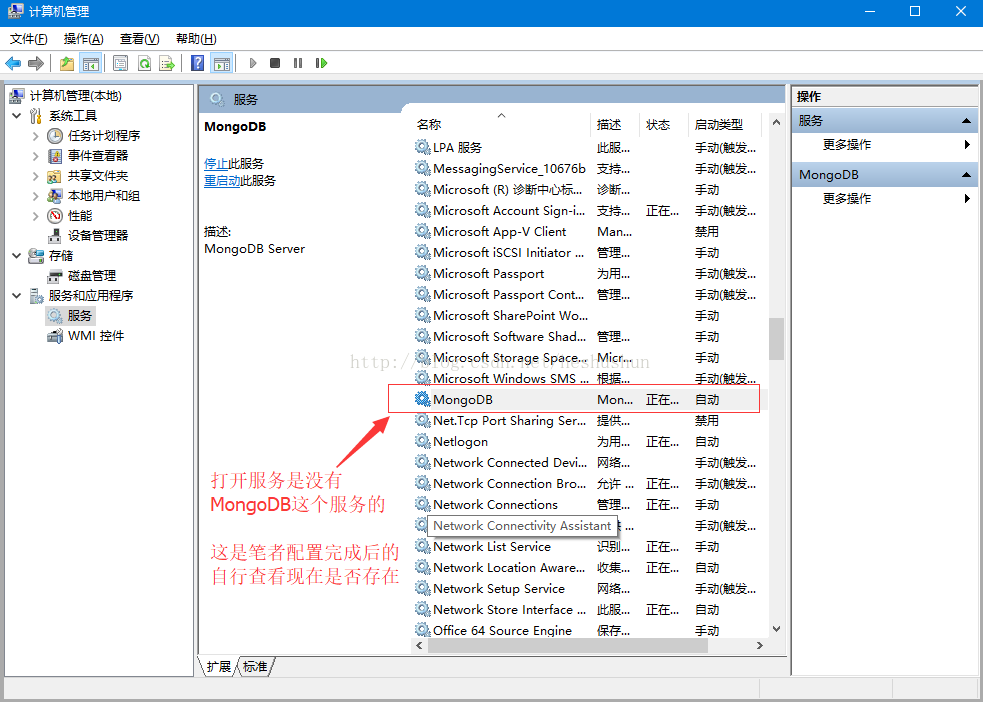 计算机管理
文件(F) 操作(A) 查看(V) 帮助(H)
计算机管理(本地)
系统工具
任务计划程序
事件查看器
共享文件夹
本地用户和组
性能
设备管理器
存储
磁盘管理
服务和应用程序
服务
WMI 控件
服务
MongoDB
停止此服务
重启动此服务
描述:
MongoDB Server
名称 描述 状态 启动类型
LPA 服务 此服... 手动(触发...
MessagingService_10676b 支持... 手动(触发...
Microsoft (R) 诊断中心标... 诊断... 手动
Microsoft Account Sign-i... 支持... 正在... 手动(触发...
Microsoft App-V Client Man... 禁用
Microsoft iSCSI Initiator ... 管理... 手动
Microsoft Passport 为用... 手动(触发...
Microsoft Passport Cont... 管理... 手动(触发...
Microsoft SharePoint Wo... 手动
Microsoft Software Shad... 管理... 手动
Microsoft Storage Space... Micr... 手动
Microsoft Windows SMS ... 根据... 手动(触发...
MongoDB Mon... 正在... 自动
Net.Tcp Port Sharing Ser... 提供... 禁用
Netlogon 为用... 正在... 自动
Network Connected Devi... 网络... 手动(触发...
Network Connection Bro... 允许 ... 正在... 手动(触发...
Network Connections 管理... 正在... 手动
Network Connectivity Assistant ... 手动(触发...
Network List Service 识别... 正在... 手动
Network Location Aware... 收集... 正在... 自动
Network Setup Service 网络... 手动(触发...
Network Store Interface ... 此服... 正在... 自动
Office 64 Source Engine 保存... 手动
http://blog.csdn.net/heshushun
打开服务是没有
MongoDB这个服务的
这是笔者配置完成后的
自行查看现在是否存在
扩展 标准
操作
服务
更多操作
MongoDB
更多操作